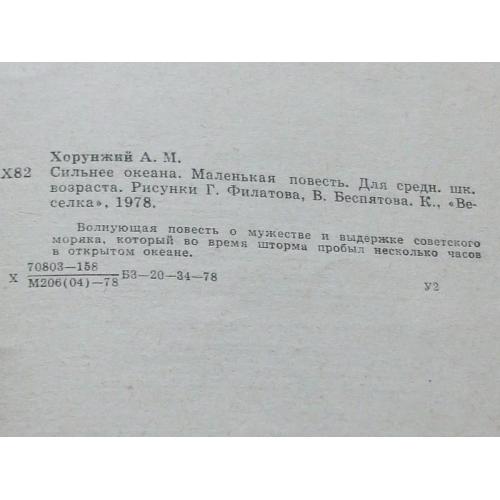 Хорунжий А. М.
Х82 Сильнее океана. Маленькая повесть. Для средн. шк.
возраста. Рисунки Г. Филатова, В. Беспятова. К., «Ве-
селка», 1978.
Волнующая повесть о мужестве и выдержке советского
моряка, который во время шторма пробыл несколько часов
в открытом океане.
70803—158
Х БЗ—20—34—78
М206(04)—78
У2